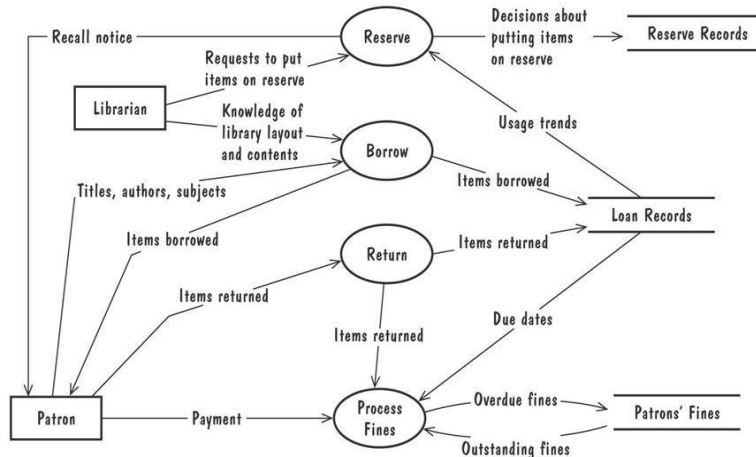 Recall notice
Reserve
Decisions about
putting items
on reserve
Reserve Records
Requests to put
items on reserve
Librarian
Knowledge of
library layout
and contents
Usage trends
Borrow
Titles, authors, subjects
Items borrowed
Loan Records
Items borrowed
Return
Items returned
Items returned
Items returned
Due dates
Patron
Payment
Process
Fines
Overdue fines
Patrons' Fines
Outstanding fines